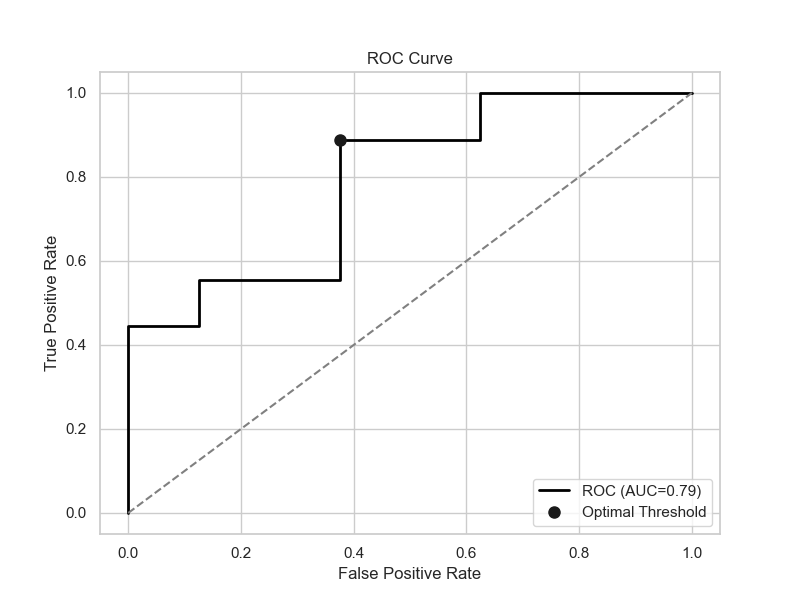 ROC Curve
True Positive Rate
1.0
0.8
0.6
0.4
0.2
0.0
0.0 0.2 0.4 0.6 0.8 1.0
False Positive Rate
ROC (AUC=0.79)
Optimal Threshold